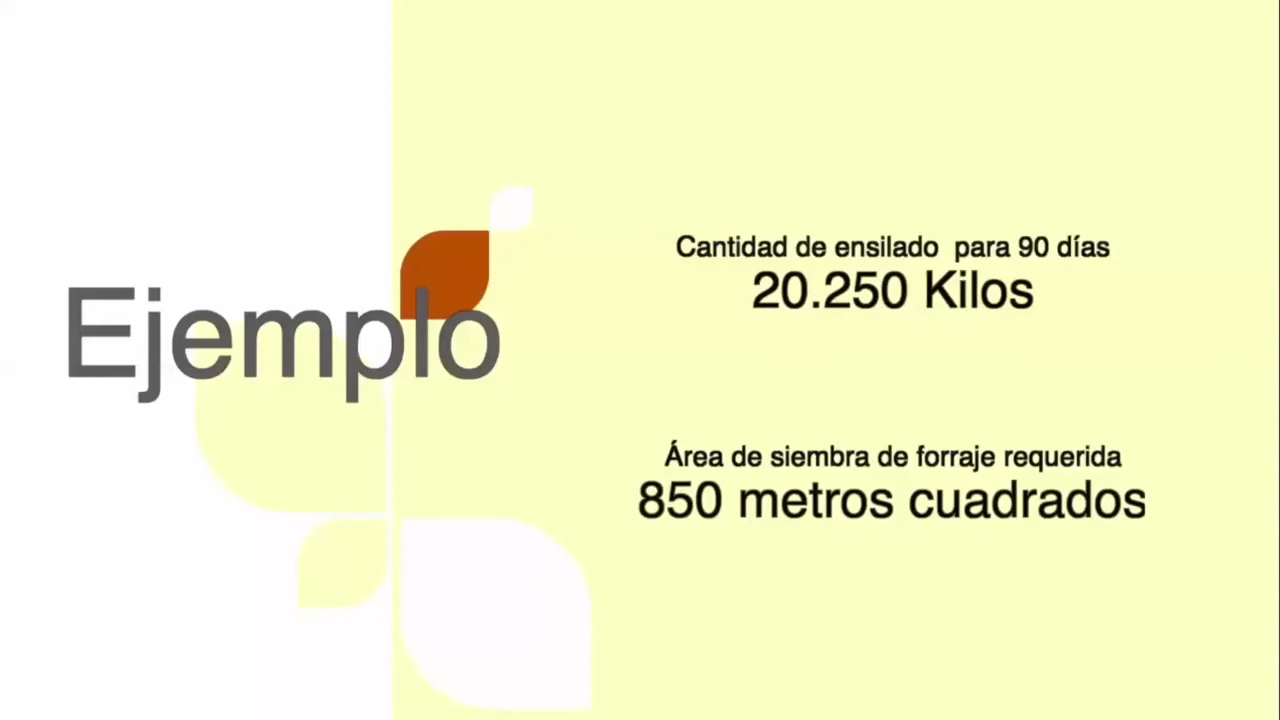 Ejemplo
Cantidad de ensilado para 90 días
20.250 Kilos
Área de siembra de forraje requerida
850 metros cuadrados